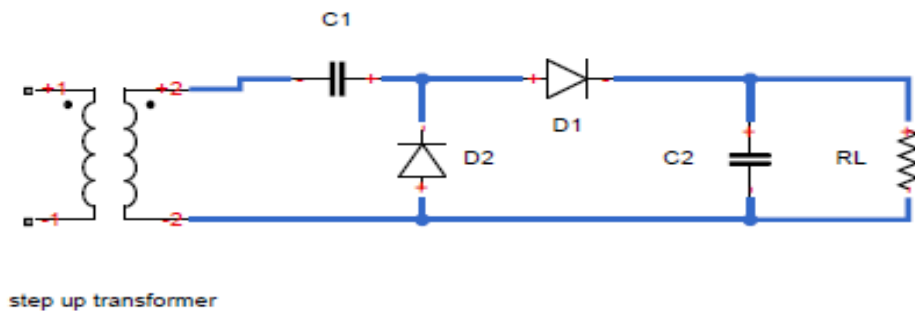 C1
+1
+2
-
+
+
-
D1
-
+
D2
C2
+
-
RL
+
-
-1
-2
step up transformer